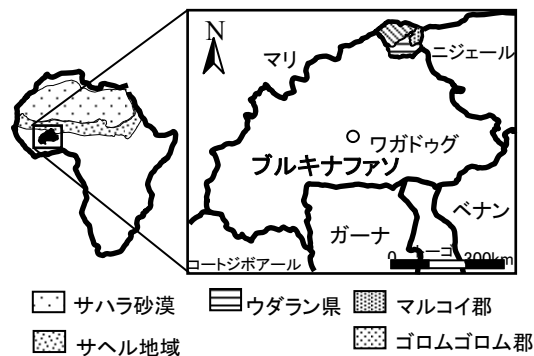 N
マリ
ニジェール
ワガドゥグ
ブルキナファソ
ベナン
ガーナ
トーゴ
0 200km
コートジボアール
サハラ砂漠
ウダラン県
マルコイ郡
サヘル地域
ゴロムゴロム郡